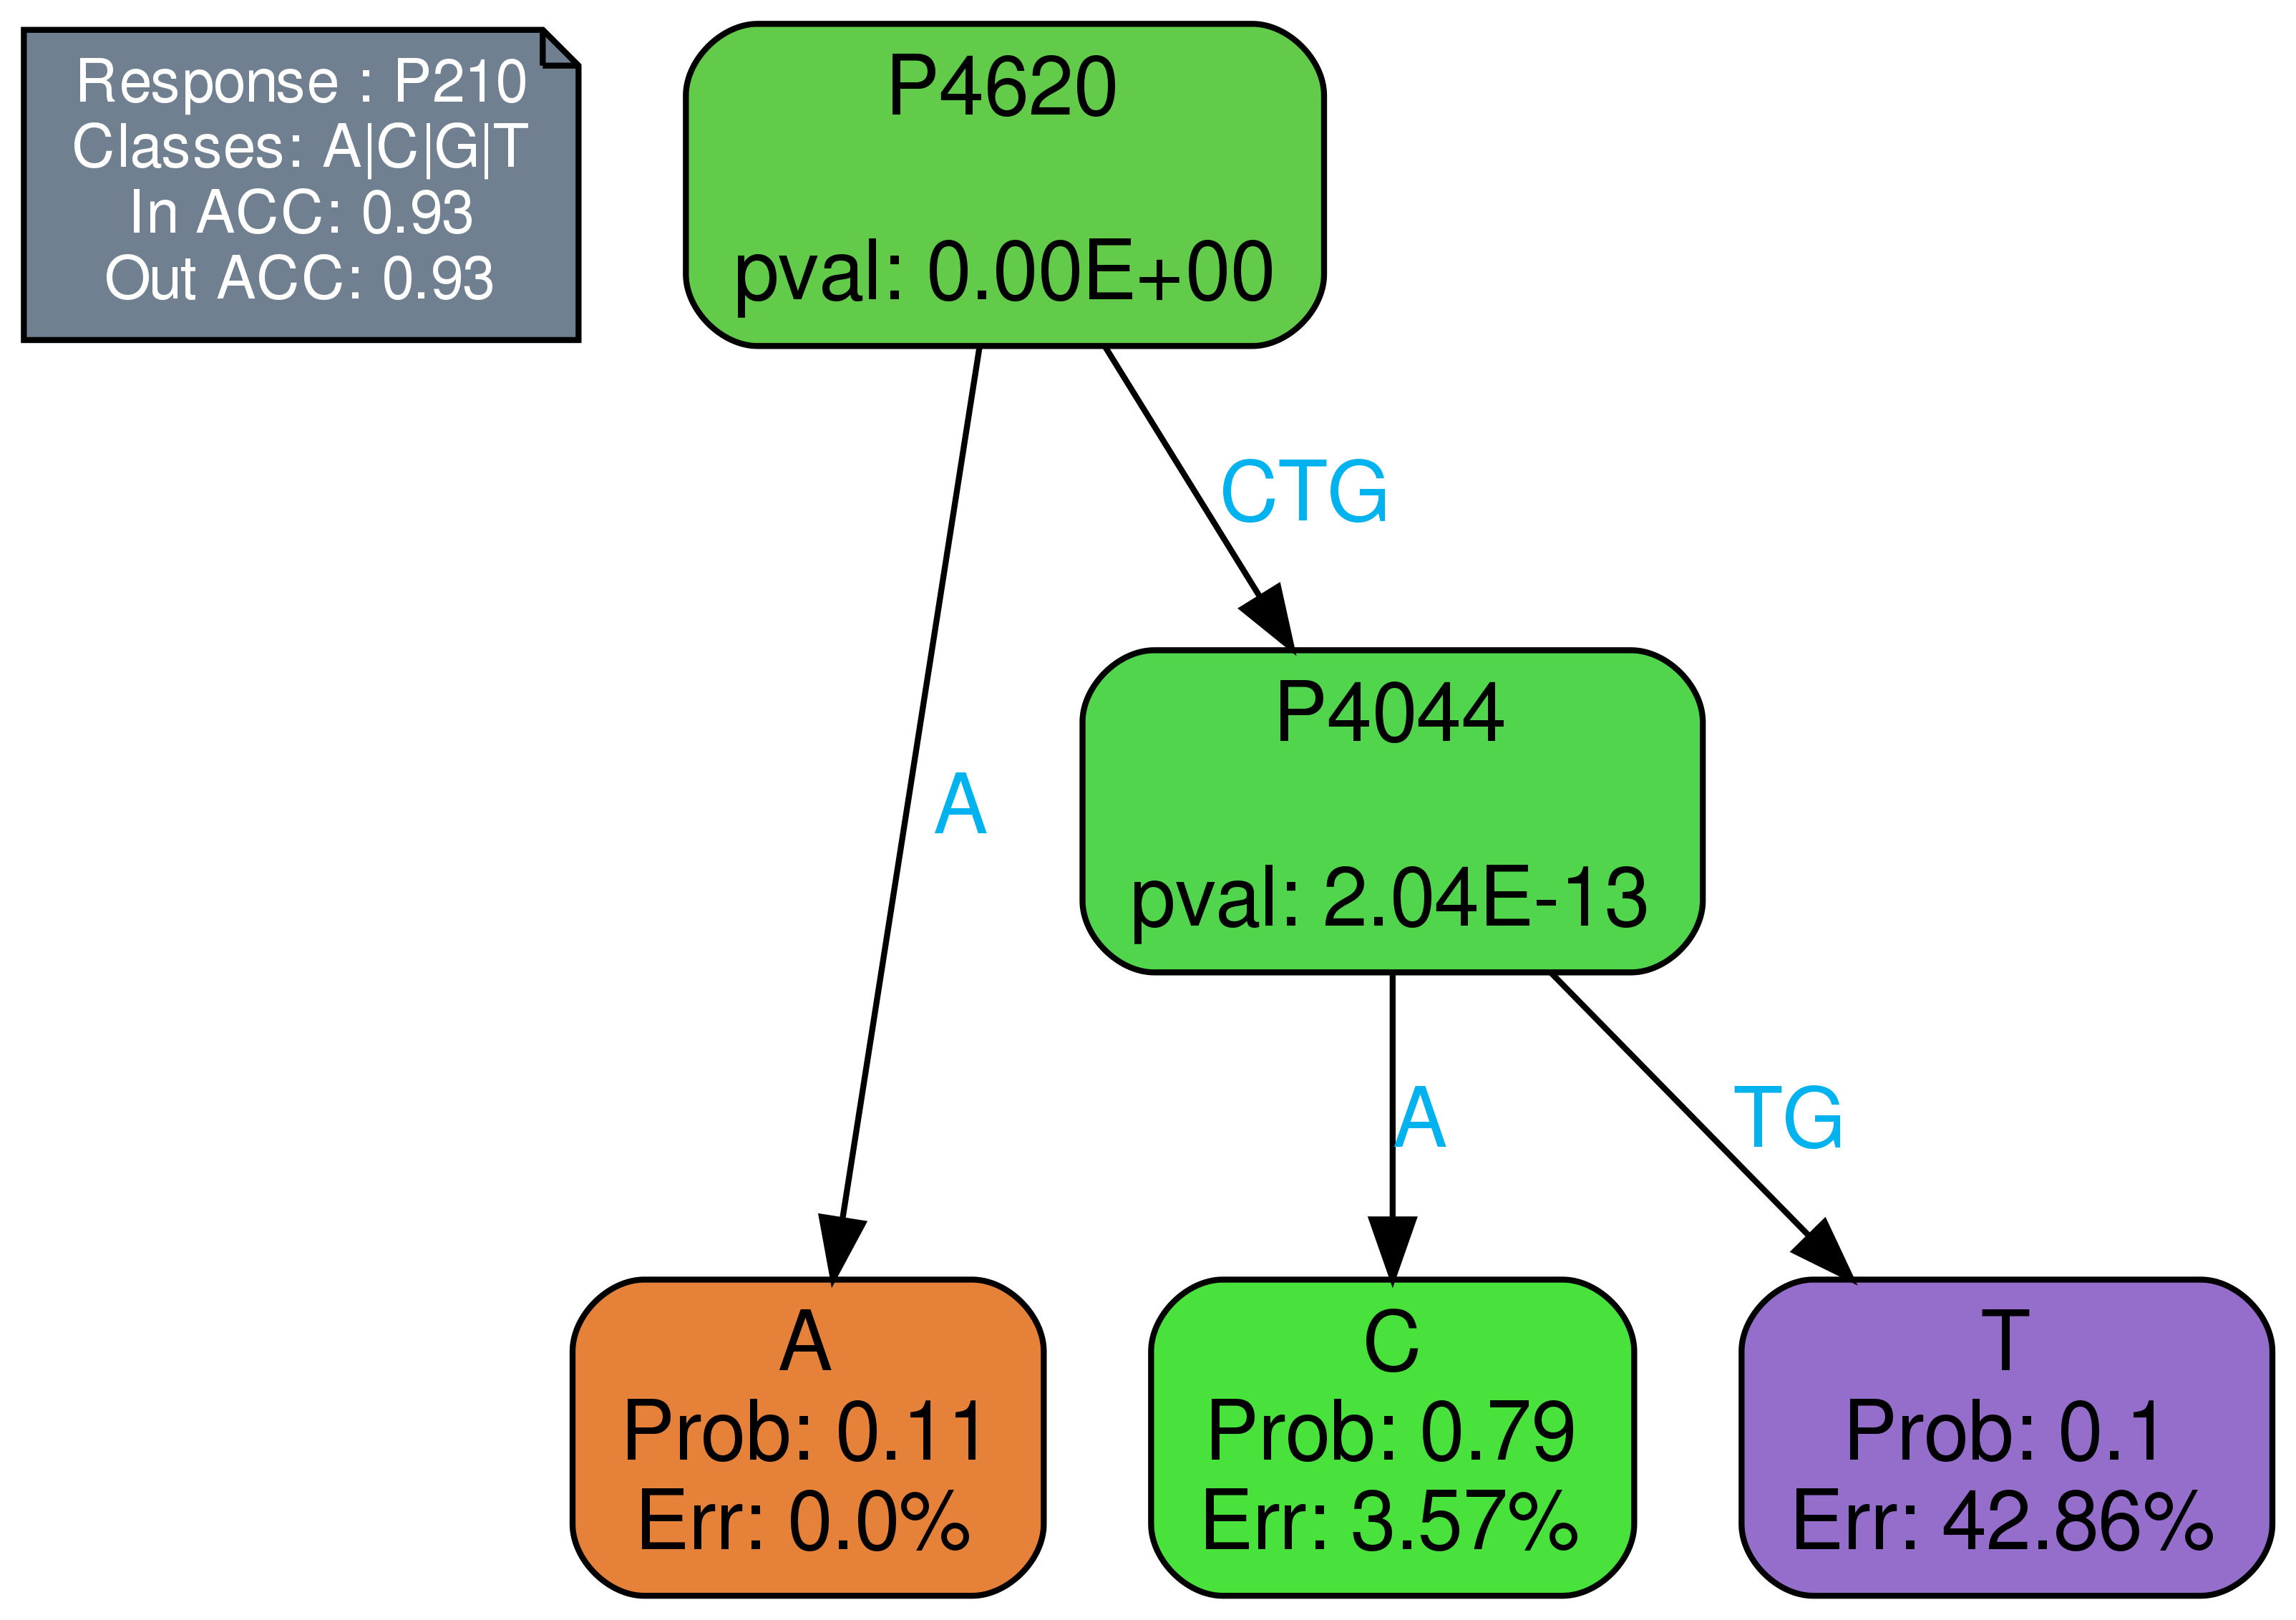 Response : P210
Classes: A|C|G|T
In ACC: 0.93
Out ACC: 0.93
P4620
pval: 0.00E+00
CTG
A
P4044
pval: 2.04E-13
A
TG
A
Prob: 0.11
Err: 0.0%
C
Prob: 0.79
Err: 3.57%
T
Prob: 0.1
Err: 42.86%